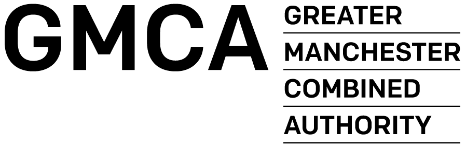 GMCA
GREATER
MANCHESTER
COMBINED
AUTHORITY